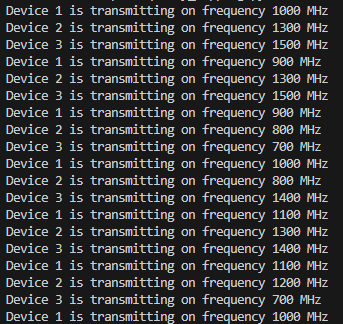 Device 1 is transmitting on frequency 1000 MHz
Device 2 is transmitting on frequency 1300 MHz
Device 3 is transmitting on frequency 1500 MHz
Device 1 is transmitting on frequency 900 MHz
Device 2 is transmitting on frequency 1300 MHz
Device 3 is transmitting on frequency 1500 MHz
Device 1 is transmitting on frequency 900 MHz
Device 2 is transmitting on frequency 800 MHz
Device 3 is transmitting on frequency 700 MHz
Device 1 is transmitting on frequency 1000 MHz
Device 2 is transmitting on frequency 800 MHz
Device 3 is transmitting on frequency 1400 MHz
Device 1 is transmitting on frequency 1100 MHz
Device 2 is transmitting on frequency 1300 MHz
Device 3 is transmitting on frequency 1400 MHz
Device 1 is transmitting on frequency 1100 MHz
Device 2 is transmitting on frequency 1200 MHz
Device 3 is transmitting on frequency 700 MHz
Device 1 is transmitting on frequency 1000 MHz